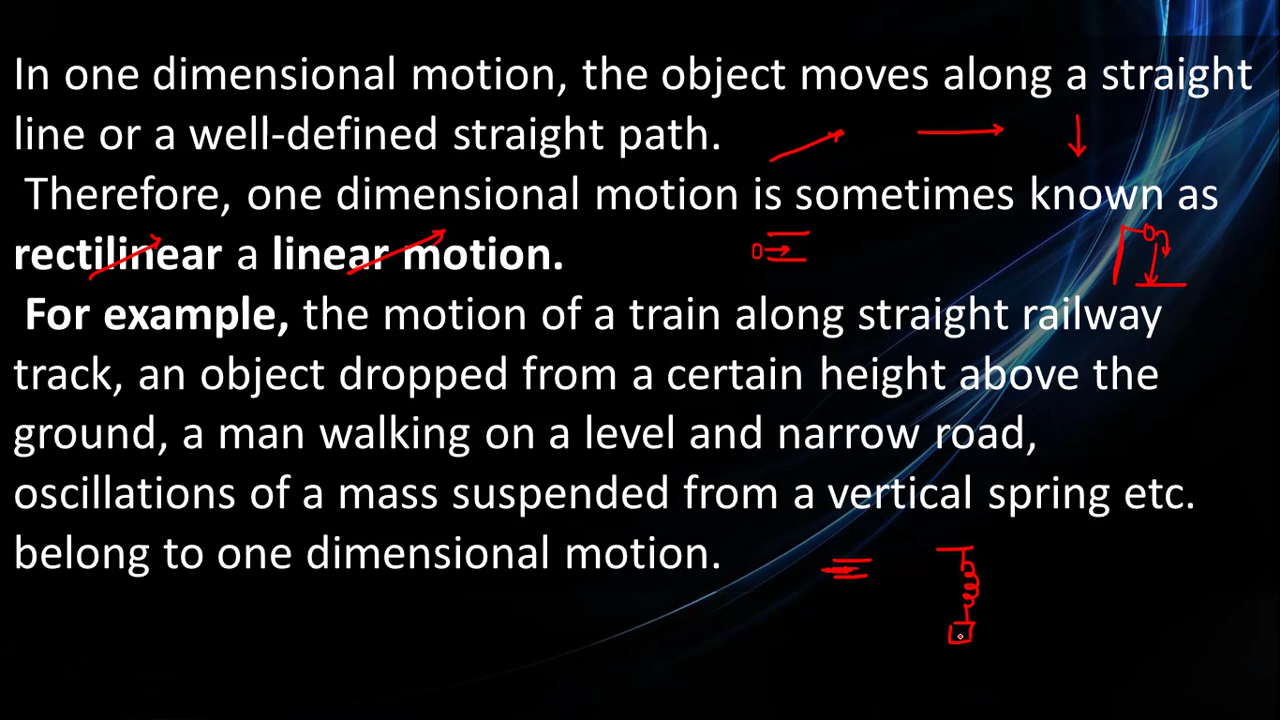 In one dimensional motion, the object moves along a straight
line or a well-defined straight path.
Therefore, one dimensional motion is sometimes known as
rectilinear a linear motion.
For example, the motion of a train along straight railway
track, an object dropped from a certain height above the
ground, a man walking on a level and narrow road,
oscillations of a mass suspended from a vertical spring etc.
belong to one dimensional motion.